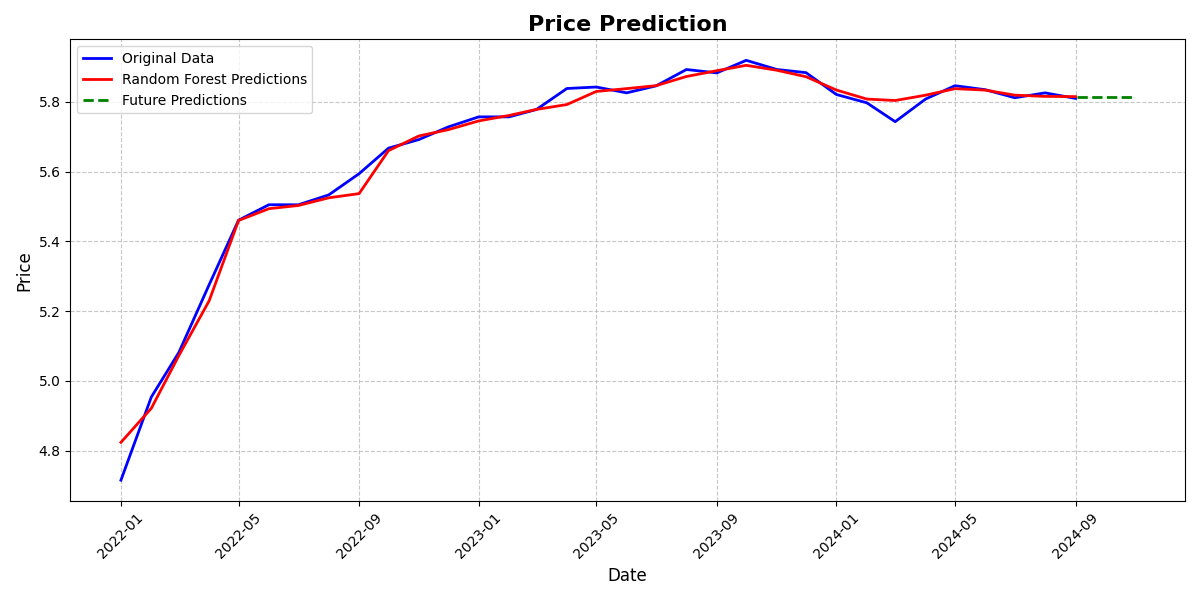 Price Prediction
Original Data
Random Forest Predictions
Future Predictions
Price
5.8
5.6
5.4
5.2
5.0
4.8
2022-01
2022-05
2022-09
2023-01
2023-05
2023-09
2024-01
2024-05
2024-09
Date